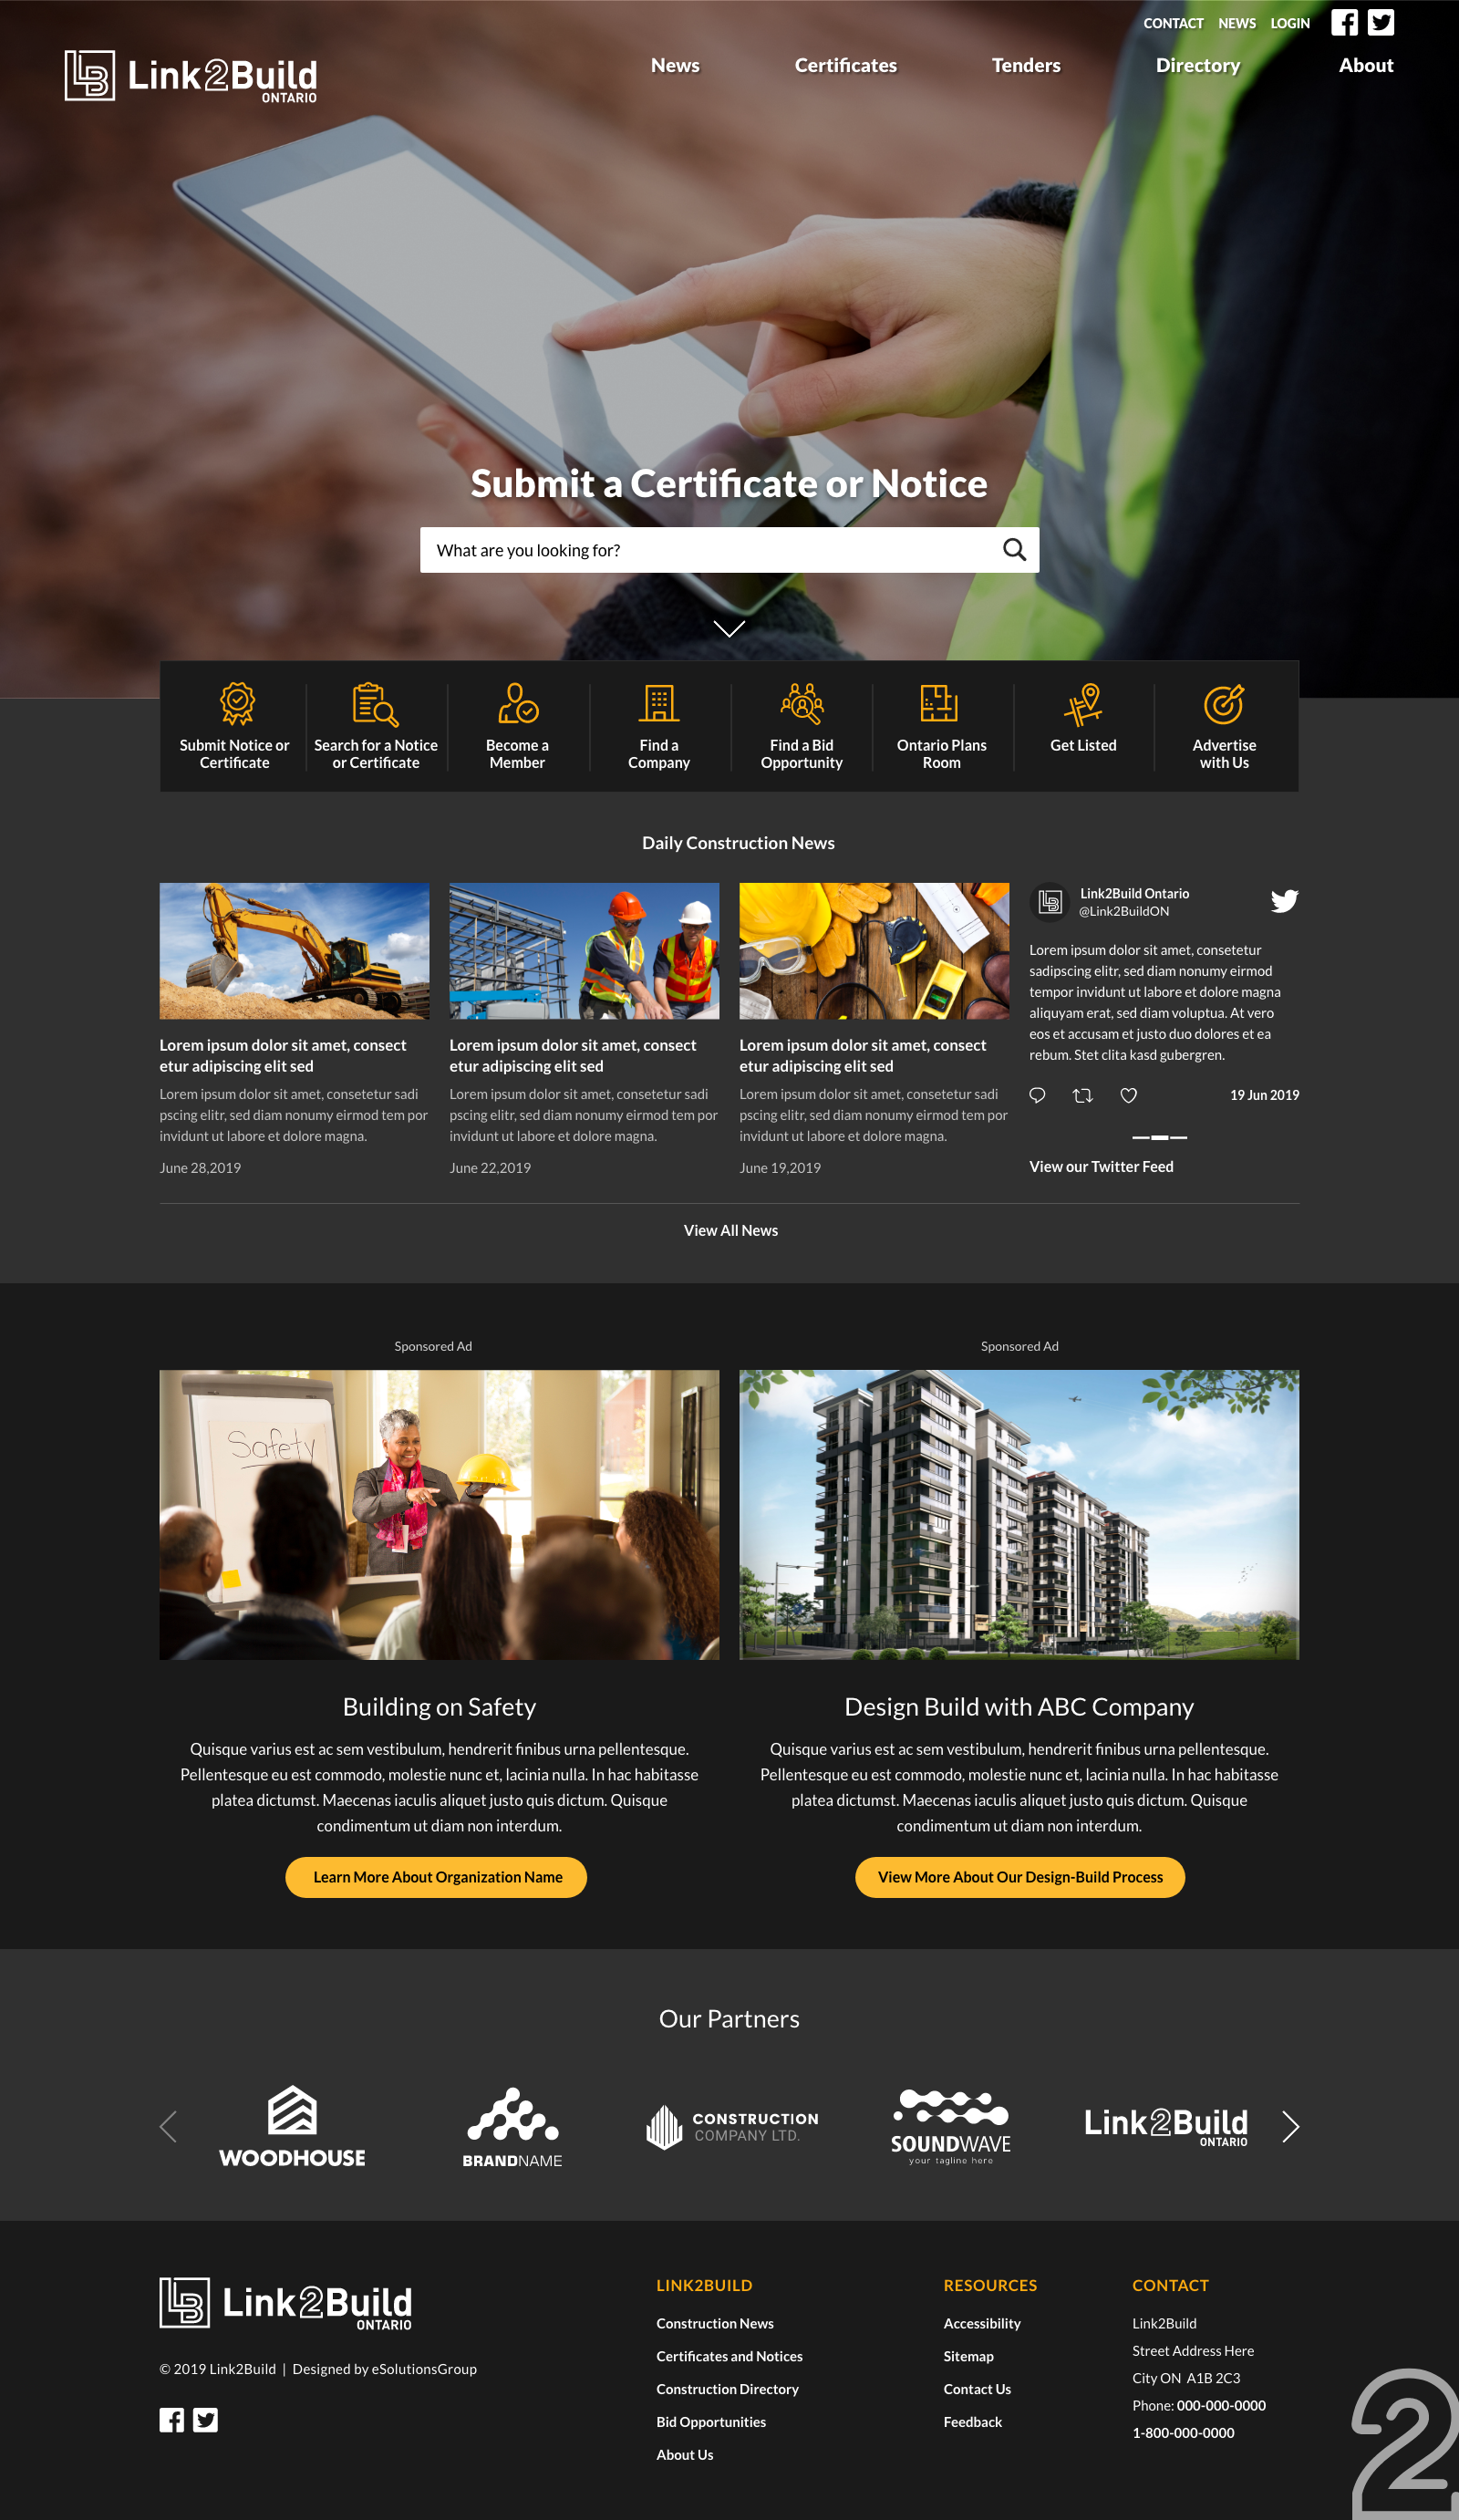 CONTACT NEWS LOGIN
LB Link2Build
ONTARIO
News Certificates Tenders Directory About
Submit a Certificate or Notice
What are you looking for?
Submit Notice or
Certificate
Search for a Notice
or Certificate
Become a
Member
Find a
Company
Find a Bid
Opportunity
Ontario Plans
Room
Get Listed
Advertise
with Us
Daily Construction News
Lorem ipsum dolor sit amet, consect
etur adipiscing elit sed
Lorem ipsum dolor sit amet, consetetur sadi
pscing elitr, sed diam nonumy eirmod tem por
invidunt ut labore et dolore magna.
June 28,2019
Lorem ipsum dolor sit amet, consect
etur adipiscing elit sed
Lorem ipsum dolor sit amet, consetetur sadi
pscing elitr, sed diam nonumy eirmod tem por
invidunt ut labore et dolore magna.
June 22,2019
Lorem ipsum dolor sit amet, consect
etur adipiscing elit sed
Lorem ipsum dolor sit amet, consetetur sadi
pscing elitr, sed diam nonumy eirmod tem por
invidunt ut labore et dolore magna.
June 19,2019
LB
Link2Build Ontario
@Link2BuildON
Lorem ipsum dolor sit amet, consetetur
sadipscing elitr, sed diam nonumy eirmod
tempor invidunt ut labore et dolore magna
aliquyam erat, sed diam voluptua. At vero
eos et accusam et justo duo dolores et ea
rebum. Stet clita kasd gubergren.
19 Jun 2019
View our Twitter Feed
View All News
Sponsored Ad
Safety
Building on Safety
Quisque varius est ac sem vestibulum, hendrerit finibus urna pellentesque.
Pellentesque eu est commodo, molestie nunc et, lacinia nulla. In hac habitasse
platea dictumst. Maecenas iaculis aliquet justo quis dictum. Quisque
condimentum ut diam non interdum.
Learn More About Organization Name
Sponsored Ad
Design Build with ABC Company
Quisque varius est ac sem vestibulum, hendrerit finibus urna pellentesque.
Pellentesque eu est commodo, molestie nunc et, lacinia nulla. In hac habitasse
platea dictumst. Maecenas iaculis aliquet justo quis dictum. Quisque
condimentum ut diam non interdum.
View More About Our Design-Build Process
Our Partners
WOODHOUSE
BRANDNAME
CONSTRUCTION
COMPANY LTD.
SOUNDWAVE
your tagline here
Link2Build
ONTARIO
LB Link2Build
ONTARIO
© 2019 Link2Build | Designed by eSolutionsGroup
LINK2BUILD
Construction News
Certificates and Notices
Construction Directory
Bid Opportunities
About Us
RESOURCES
Accessibility
Sitemap
Contact Us
Feedback
CONTACT
Link2Build
Street Address Here
City ON A1B 2C3
Phone: 000-000-0000
1-800-000-0000
2